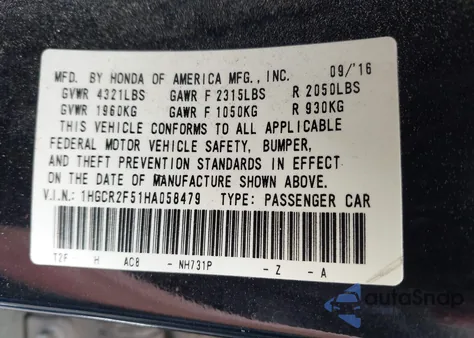 MFD. BY HONDA OF AMERICA MFG., INC. 09/'16
GVWR 4321LBS GAWR F 2315LBS R 2050LBS
GVWR 1960KG GAWR F 1050KG R 930KG
THIS VEHICLE CONFORMS TO ALL APPLICABLE
FEDERAL MOTOR VEHICLE SAFETY, BUMPER,
AND THEFT PREVENTION STANDARDS IN EFFECT
ON THE DATE OF MANUFACTURE SHOWN ABOVE.
V.I.N.: 1HGCR2F51HA058479 TYPE: PASSENGER CAR
T2F - H AC8 - NH731P - Z - A
autoSnap